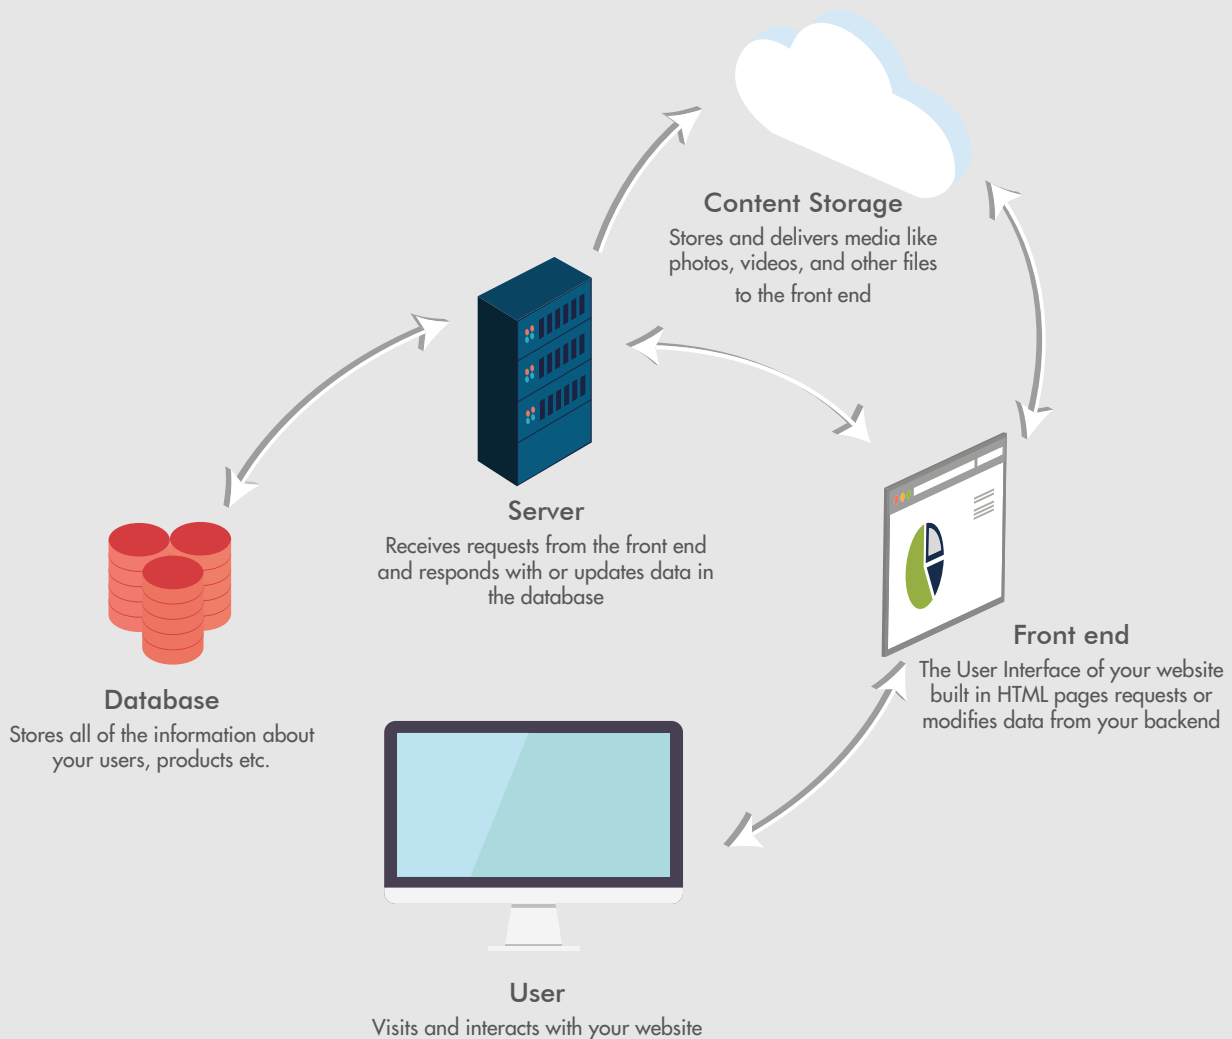 Content Storage
Stores and delivers media like
photos, videos, and other files
to the front end
Server
Receives requests from the front end
and responds with or updates data in
the database
Front end
The User Interface of your website
built in HTML pages requests or
modifies data from your backend
Database
Stores all of the information about
your users, products etc.
User
Visits and interacts with your website